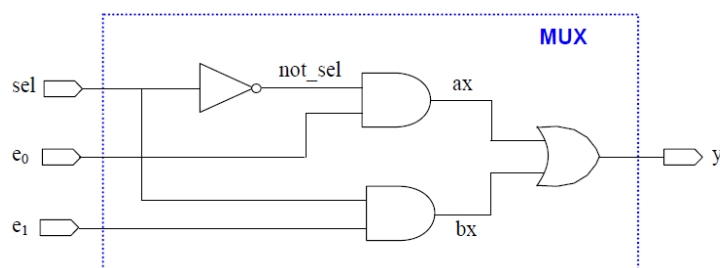 MUX
sel
not_sel
ax
e₀
y
e₁
bx